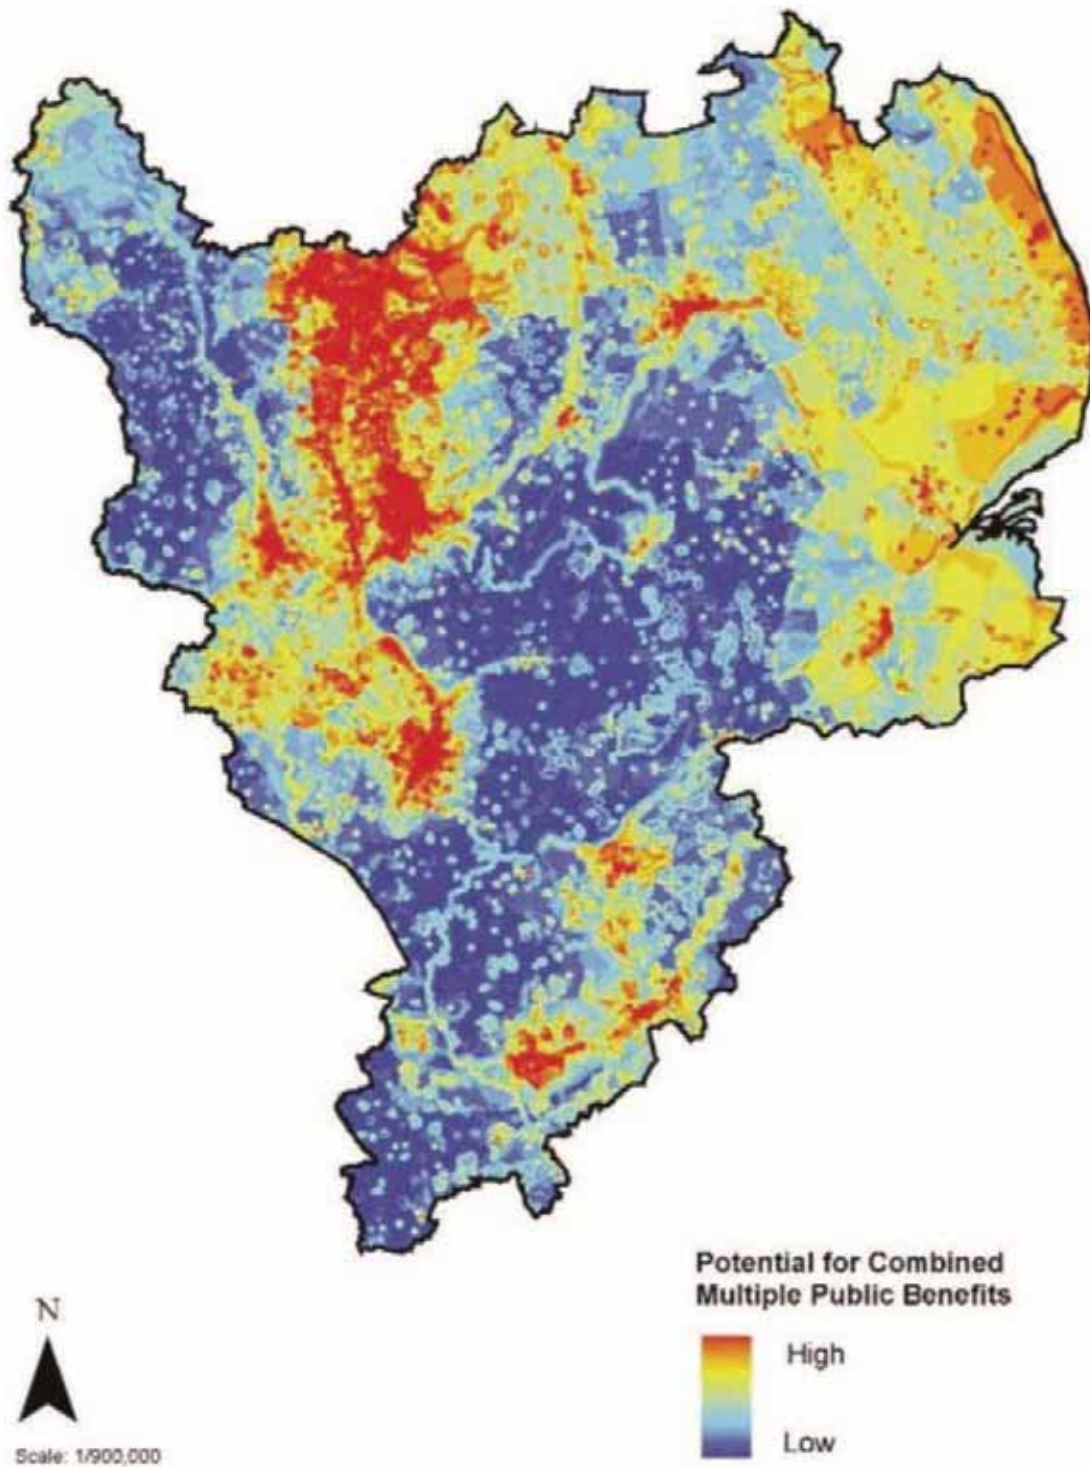 Potential for Combined
Multiple Public Benefits
High
Low
N
Scale: 1/900,000